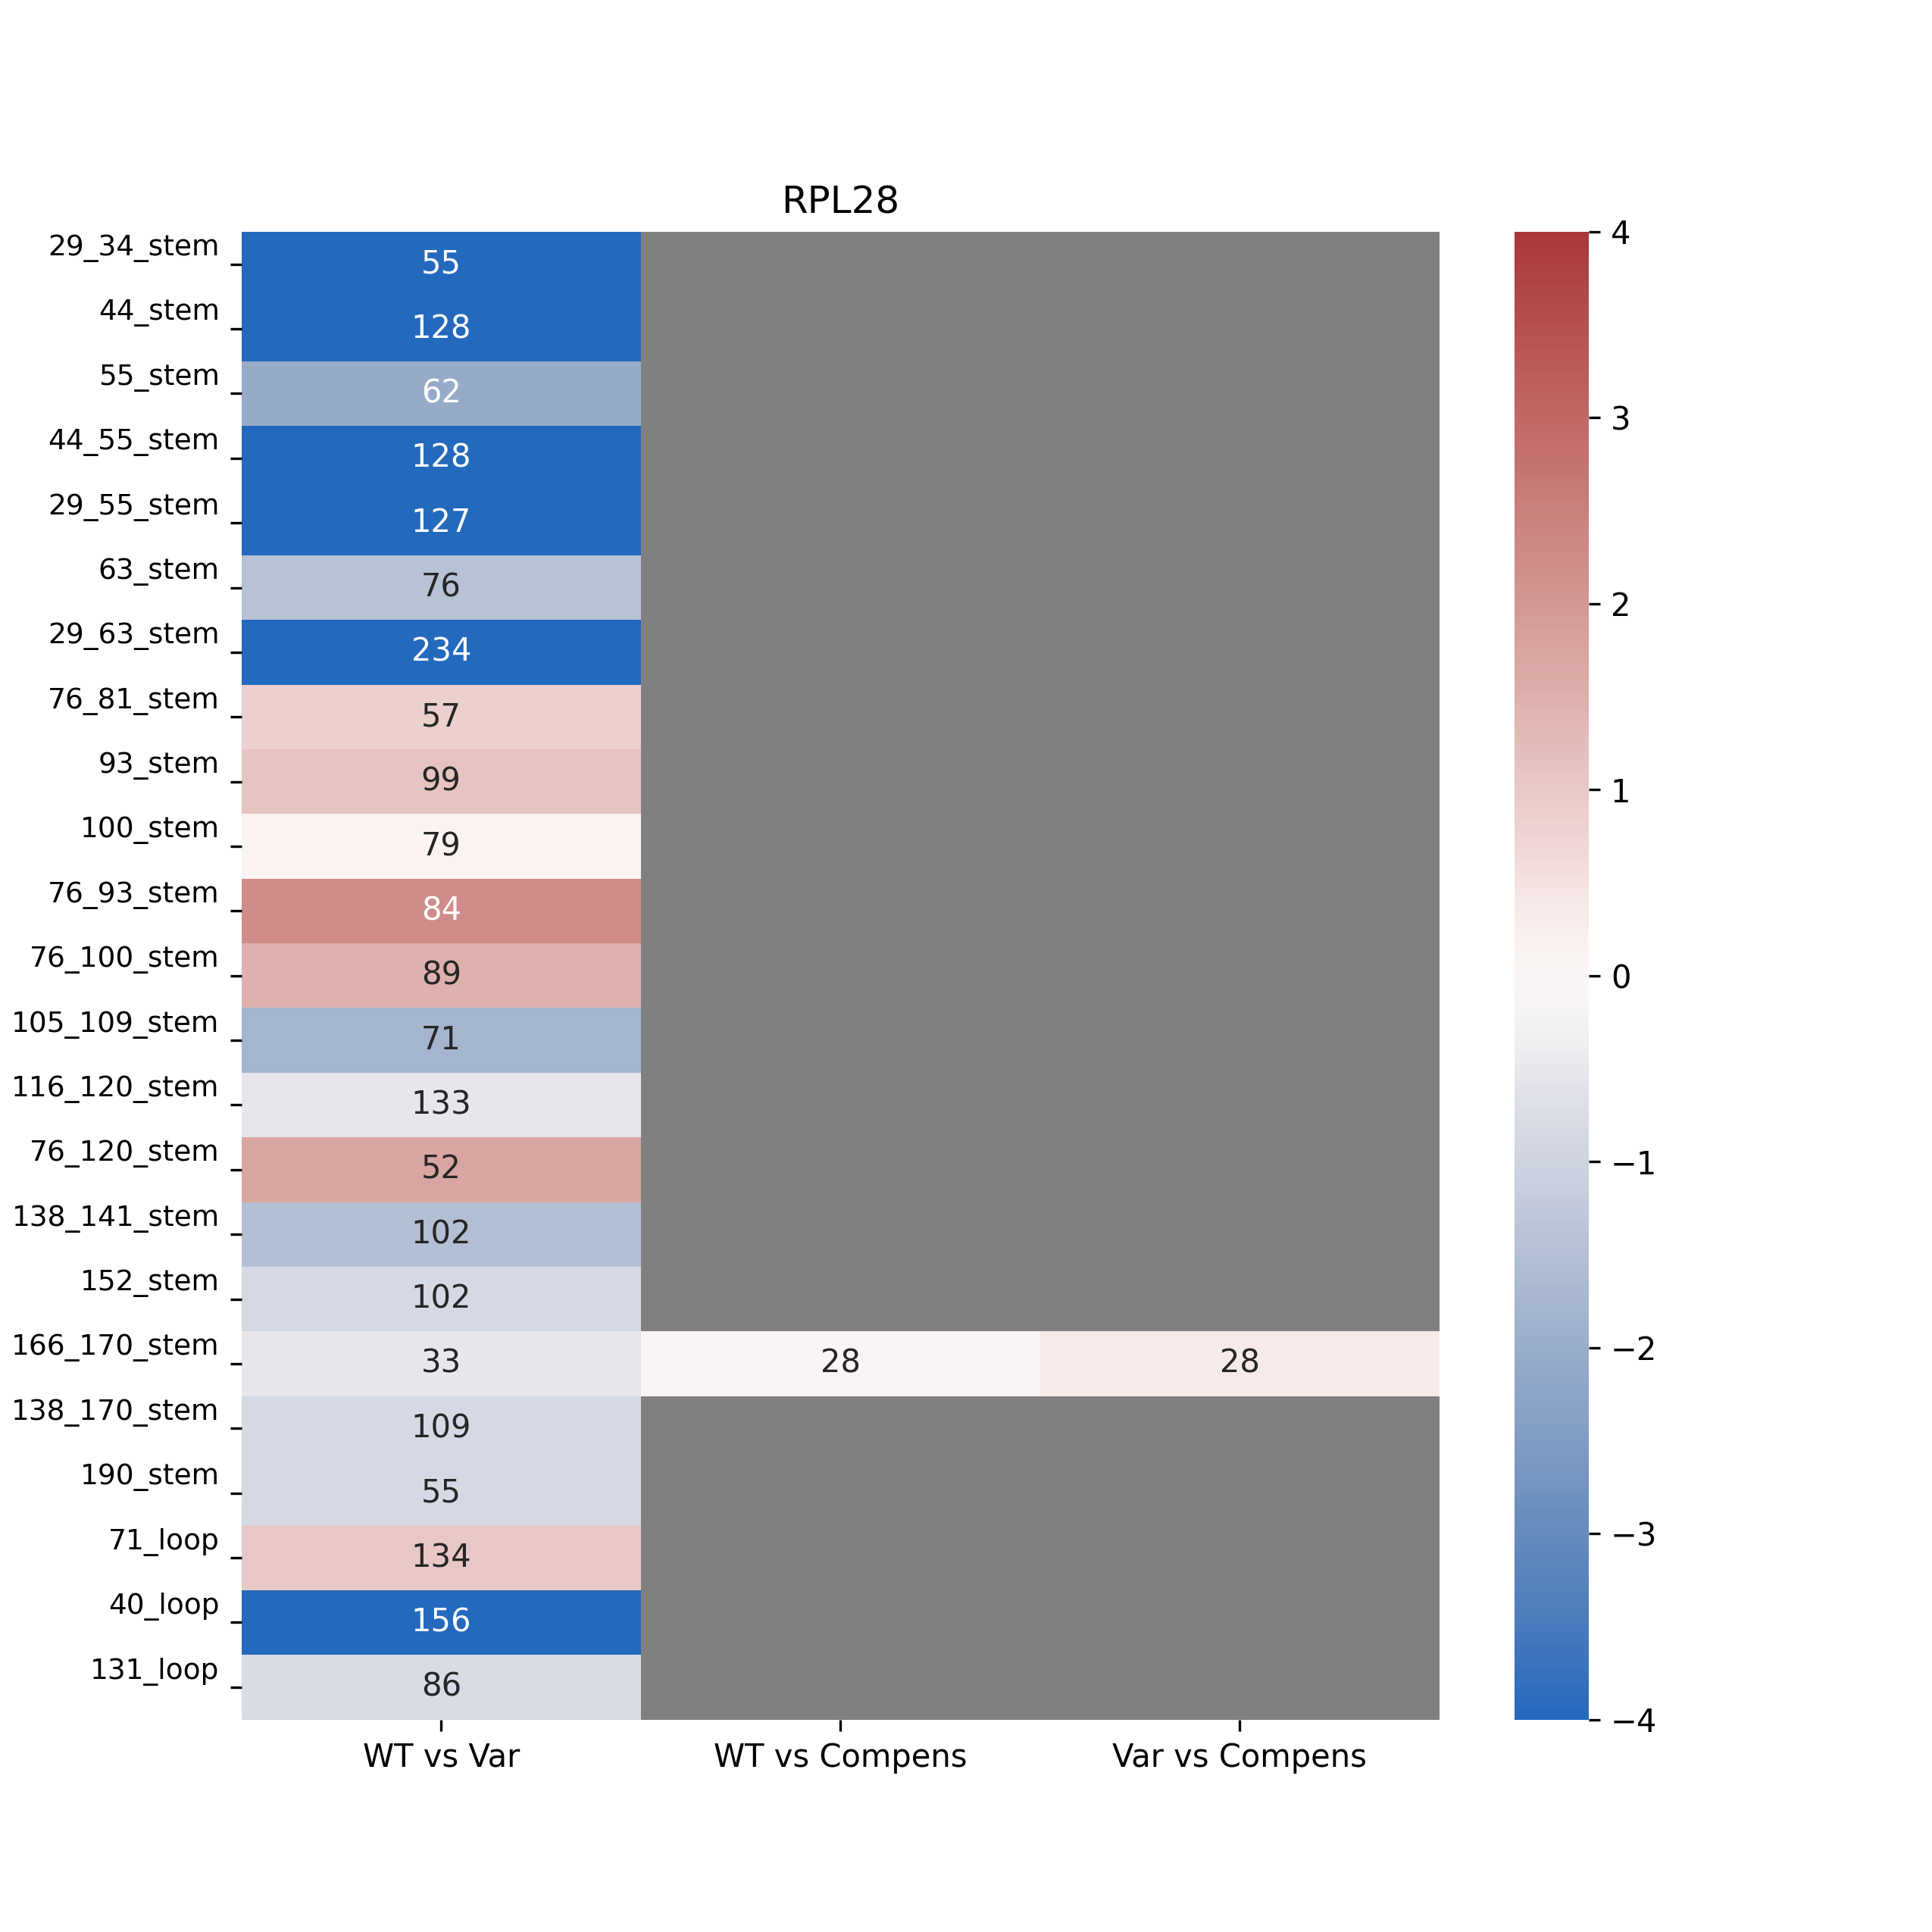 RPL28
29_34_stem 55
44_stem 128
55_stem 62
44_55_stem 128
29_55_stem 127
63_stem 76
29_63_stem 234
76_81_stem 57
93_stem 99
100_stem 79
76_93_stem 84
76_100_stem 89
105_109_stem 71
116_120_stem 133
76_120_stem 52
138_141_stem 102
152_stem 102
166_170_stem 33 28 28
138_170_stem 109
190_stem 55
71_loop 134
40_loop 156
131_loop 86
WT vs Var WT vs Compens Var vs Compens
4
3
2
1
0
−1
−2
−3
−4